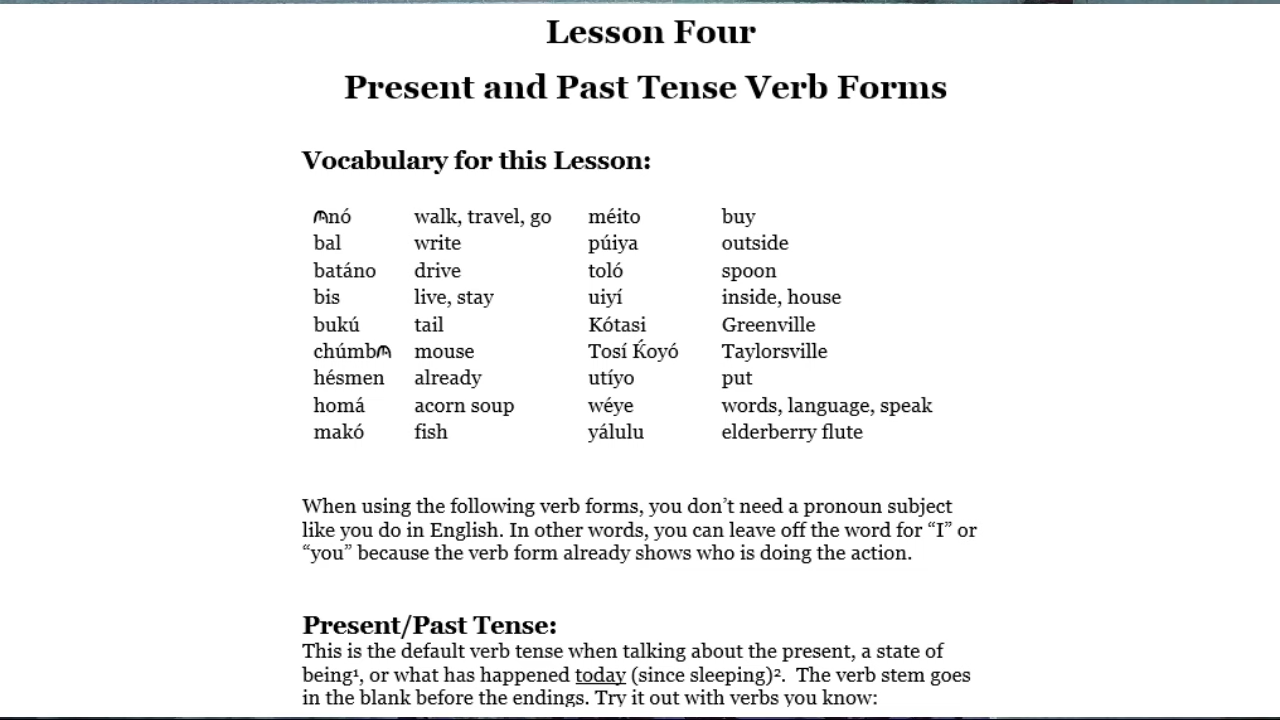 Lesson Four
Present and Past Tense Verb Forms
Vocabulary for this Lesson:
₼nó walk, travel, go méito buy
bal write púiya outside
batáno drive toló spoon
bis live, stay uiyí inside, house
bukú tail Kótasi Greenville
chúmb₼ mouse Tosí Ḱoyó Taylorsville
hésmen already utíyo put
homá acorn soup wéye words, language, speak
makó fish yálulu elderberry flute
When using the following verb forms, you don’t need a pronoun subject
like you do in English. In other words, you can leave off the word for “I” or
“you” because the verb form already shows who is doing the action.
Present/Past Tense:
This is the default verb tense when talking about the present, a state of
being¹, or what has happened today (since sleeping)². The verb stem goes
in the blank before the endings. Try it out with verbs you know: